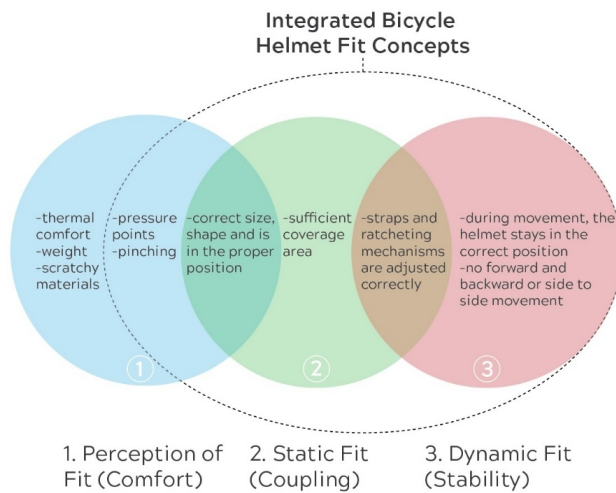 Integrated Bicycle
Helmet Fit Concepts
-thermal
comfort
-weight
-scratchy
materials
-pressure
points
-pinching
-correct size,
shape and is
in the proper
position
-sufficient
coverage
area
-straps and
ratcheting
mechanisms
are adjusted
correctly
-during movement, the
helmet stays in the
correct position
-no forward and
backward or side to
side movement
1
2
3
1. Perception of
Fit (Comfort)
2. Static Fit
(Coupling)
3. Dynamic Fit
(Stability)